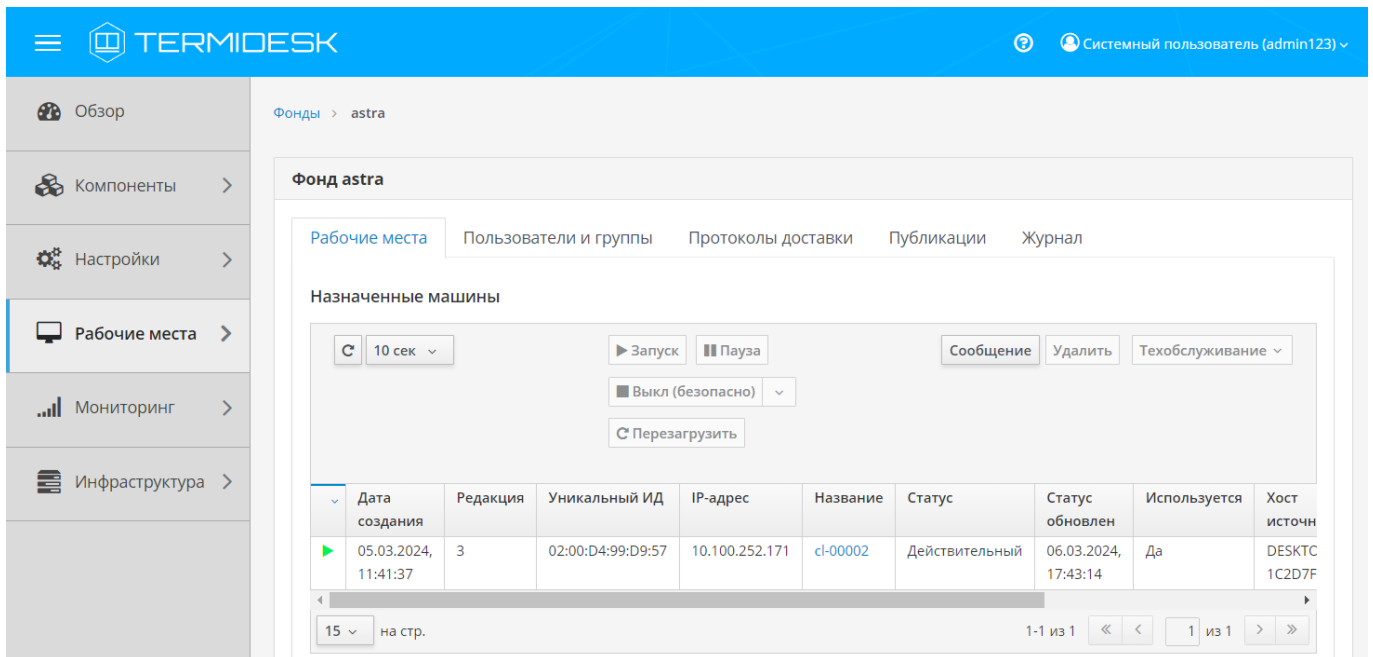 TERMIDESK
Системный пользователь (admin123)
Обзор
Компоненты
Настройки
Рабочие места
Мониторинг
Инфраструктура
Фонды > astra
Фонд astra
Рабочие места Пользователи и группы Протоколы доставки Публикации Журнал
Назначенные машины
10 сек Запуск Пауза Сообщение Удалить Техобслуживание
Выкл (безопасно)
Перезагрузить
Дата создания Редакция Уникальный ИД IP-адрес Название Статус Статус обновлен Используется Хост источн
05.03.2024, 11:41:37 3 02:00:D4:99:D9:57 10.100.252.171 cl-00002 Действительный 06.03.2024, 17:43:14 Да DESKTO 1C2D7F
15 на стр. 1-1 из 1 « < 1 из 1 > »